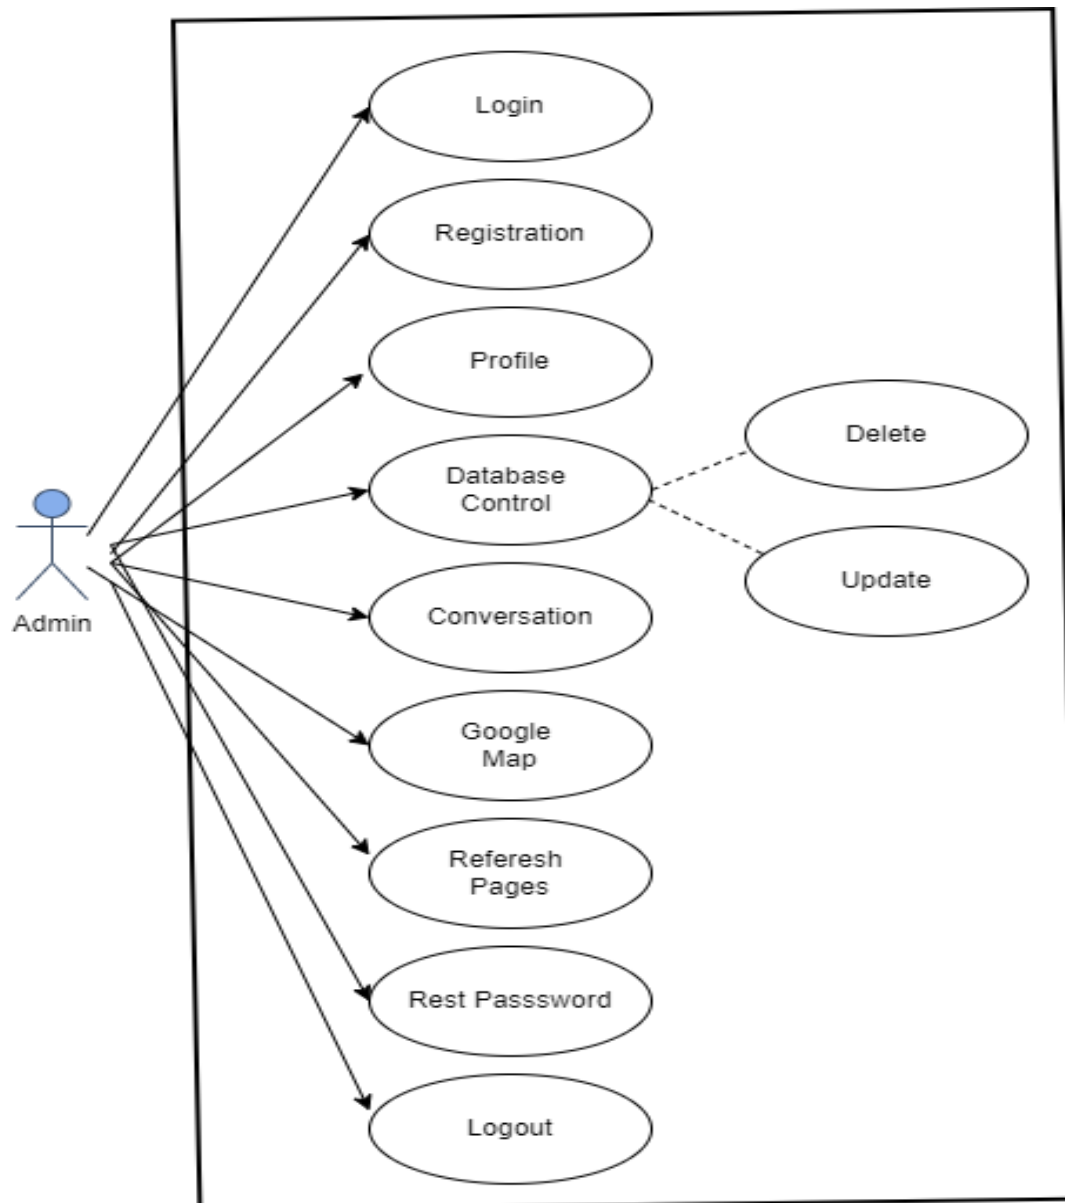 Login
Registration
Profile
Database
Control
Delete
Update
Admin
Conversation
Google
Map
Referesh
Pages
Rest Passsword
Logout